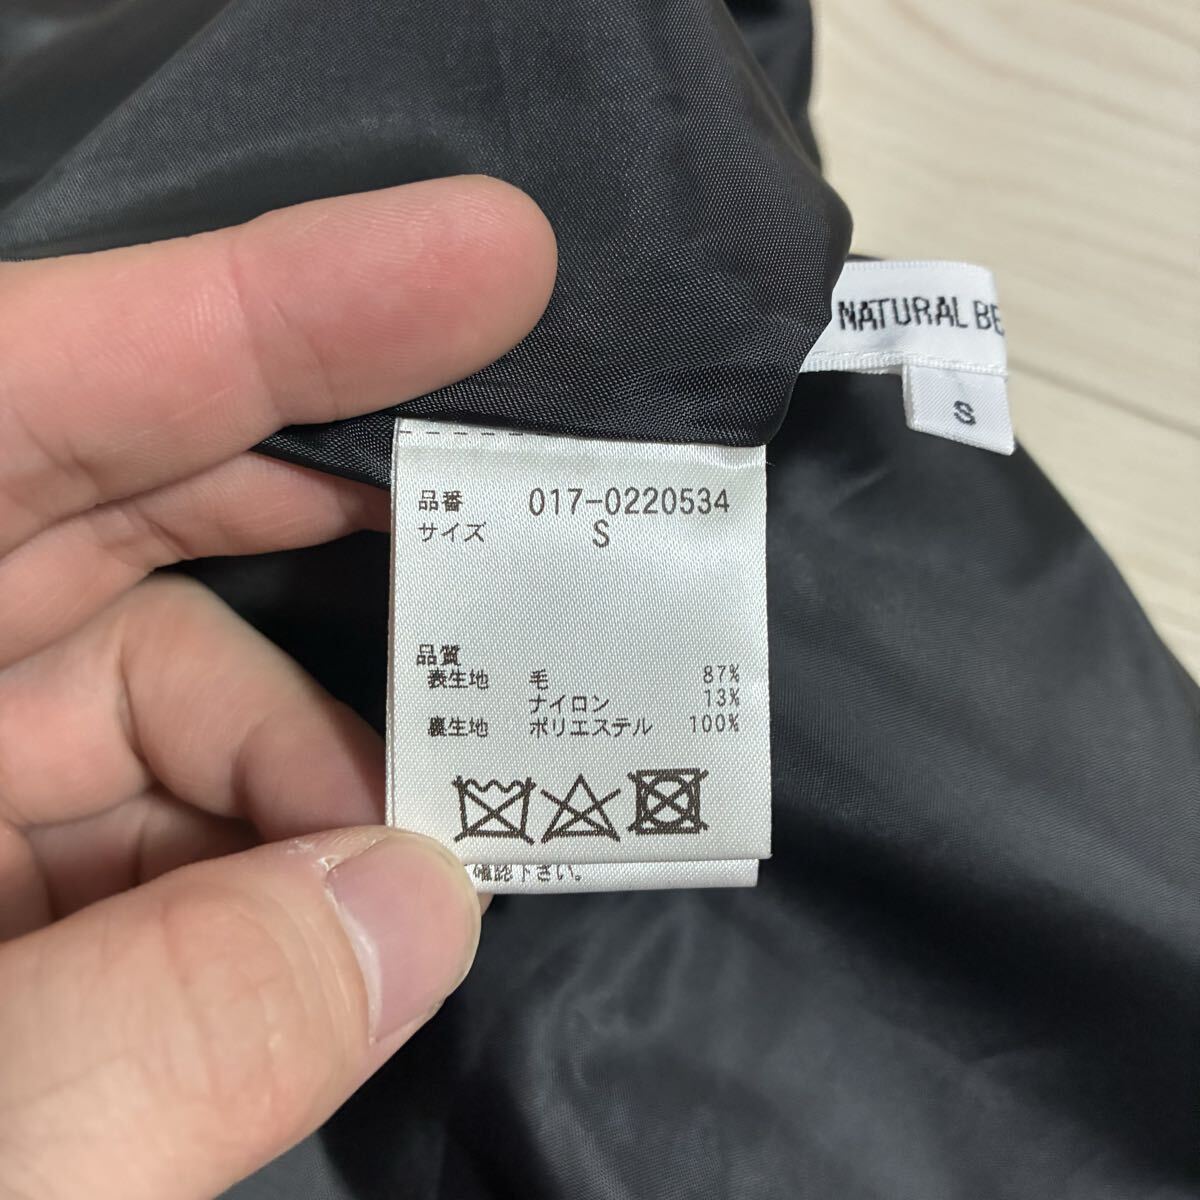 NATURAL BE
S
品番 017-0220534
サイズ S
品質
表生地 毛 87%
ナイロン 13%
裏生地 ポリエステル 100%
確認下さい。